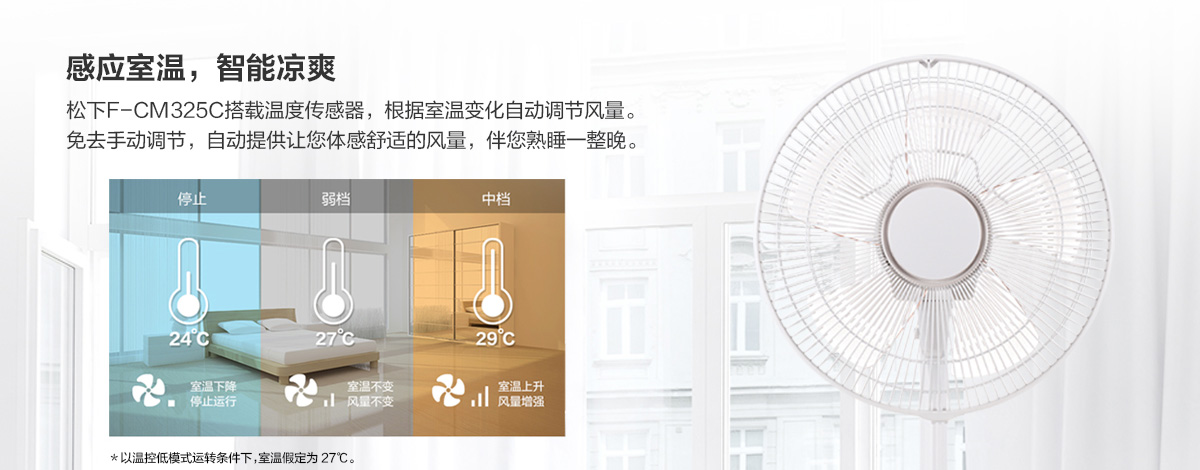 感应室温，智能凉爽
松下F-CM325C搭载温度传感器，根据室温变化自动调节风量。
免去手动调节，自动提供让您体感舒适的风量，伴您熟睡一整晚。
停止
弱档
中档
24℃
27℃
29℃
室温下降
停止运行
室温不变
风量不变
室温上升
风量增强
*以温控低模式运转条件下,室温假定为 27℃。